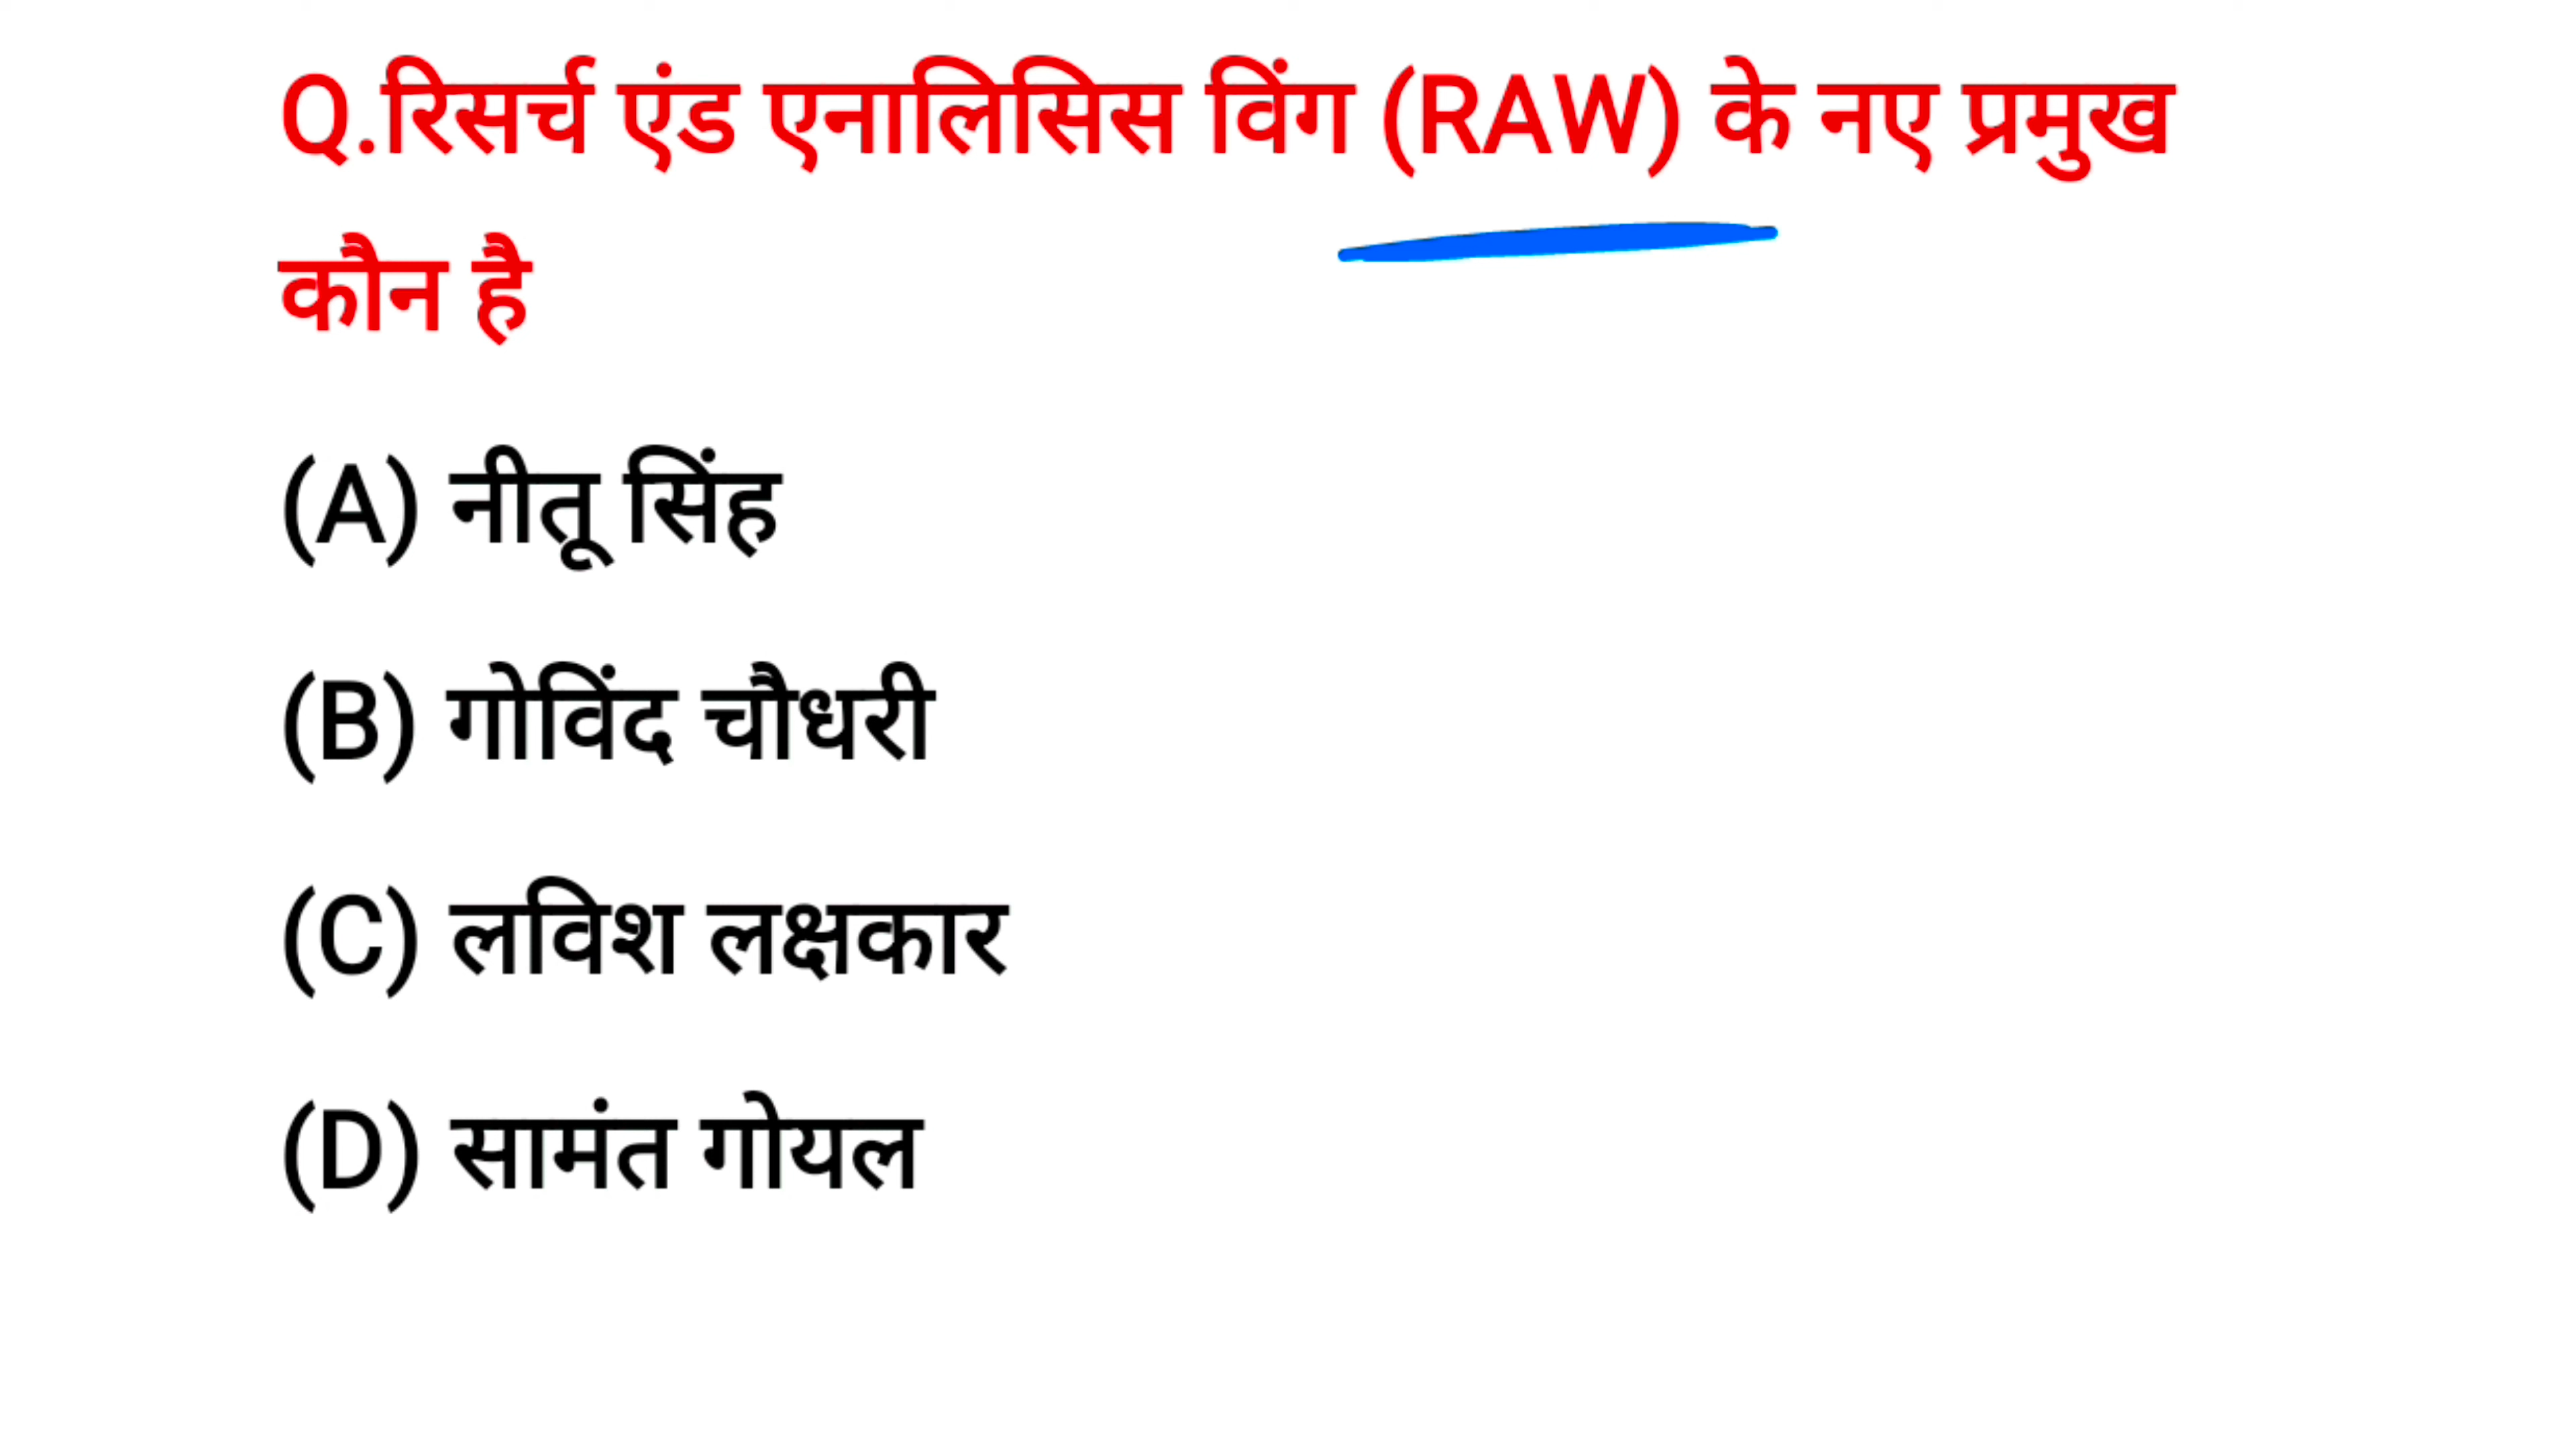 Q.रिसर्च एंड एनालिसिस विंग (RAW) के नए प्रमुख
कौन है
(A) नीतू सिंह
(B) गोविंद चौधरी
(C) लविश लक्षकार
(D) सामंत गोयल